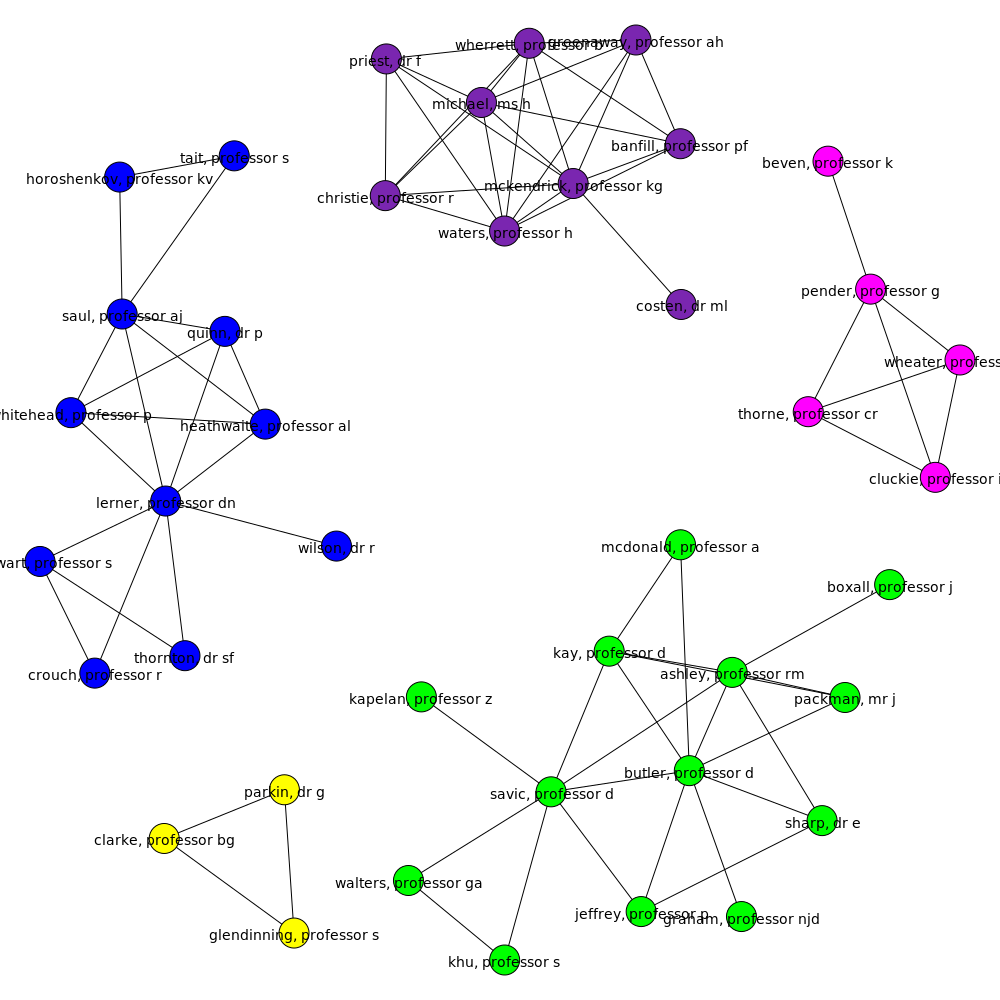 wherrett, professor b
greenaway, professor ah
priest, dr f
michael, ms h
banfill, professor pf
tait, professor s
beven, professor k
horoshenkov, professor kv
mckendrick, professor kg
christie, professor r
waters, professor h
pender, professor g
costen, dr ml
saul, professor aj
quinn, dr p
wheater, profess
whitehead, professor p
thorne, professor cr
heathwaite, professor al
cluckie, professor i
lerner, professor dn
mcdonald, professor a
wilson, dr r
wart, professor s
boxall, professor j
kay, professor d
thornton, dr sf
crouch, professor r
ashley, professor rm
kapelan, professor z
packman, mr j
butler, professor d
parkin, dr g
savic, professor d
sharp, dr e
clarke, professor bg
walters, professor ga
jeffrey, professor p
graham, professor njd
glendinning, professor s
khu, professor s